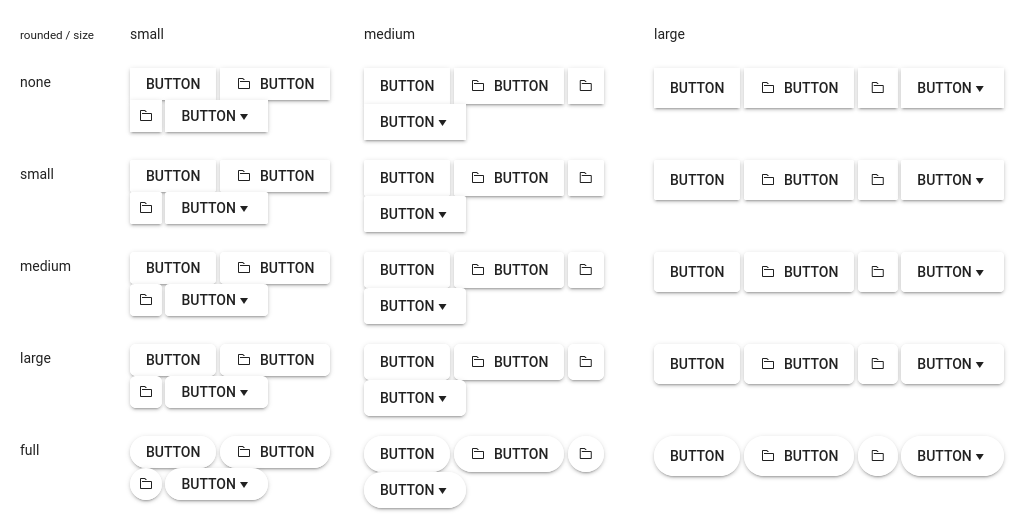 rounded / size small medium large
none BUTTON BUTTON BUTTON BUTTON BUTTON BUTTON BUTTON
BUTTON BUTTON
small BUTTON BUTTON BUTTON BUTTON BUTTON BUTTON BUTTON
BUTTON BUTTON
medium BUTTON BUTTON BUTTON BUTTON BUTTON BUTTON BUTTON
BUTTON BUTTON
large BUTTON BUTTON BUTTON BUTTON BUTTON BUTTON BUTTON
BUTTON BUTTON
full BUTTON BUTTON BUTTON BUTTON BUTTON BUTTON BUTTON
BUTTON BUTTON